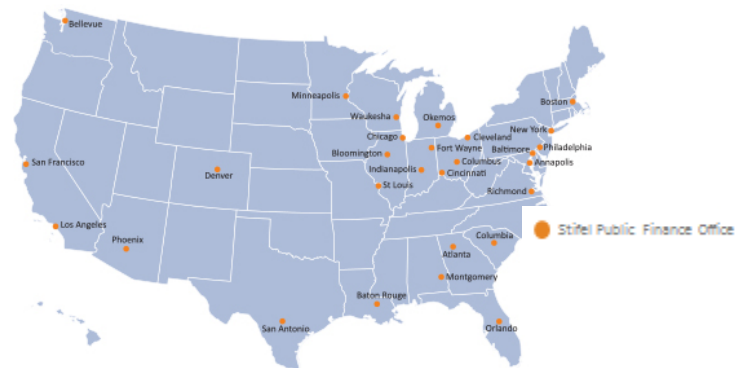 Bellevue
Minneapolis
Boston
Waukesha
Okemos
New York
Chicago
Cleveland
Fort Wayne
Baltimore
Philadelphia
Bloomington
Columbus
Annapolis
San Francisco
Indianapolis
Cincinnati
Denver
St Louis
Richmond
Los Angeles
Stifel Public Finance Office
Phoenix
Columbia
Atlanta
Montgomery
Baton Rouge
San Antonio
Orlando